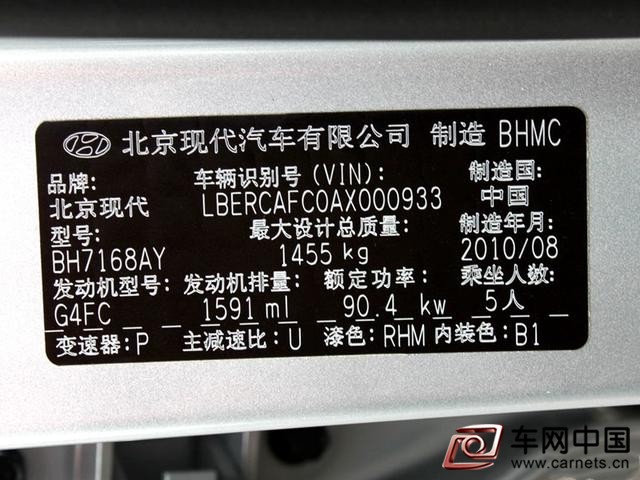 北京现代汽车有限公司 制造 BHMC
品牌: 车辆识别号(VIN): 制造国:
北京现代 LBERCAFC0AX000933 中国
型号: 最大设计总质量: 制造年月:
BH7168AY 1455 kg 2010/08
发动机型号: 发动机排量: 额定功率: 乘坐人数:
G4FC 1591 ml 90.4 kw 5人
变速器: P 主减速比: U 漆色: RHM 内装色: B1
车网中国
www.carnets.cn